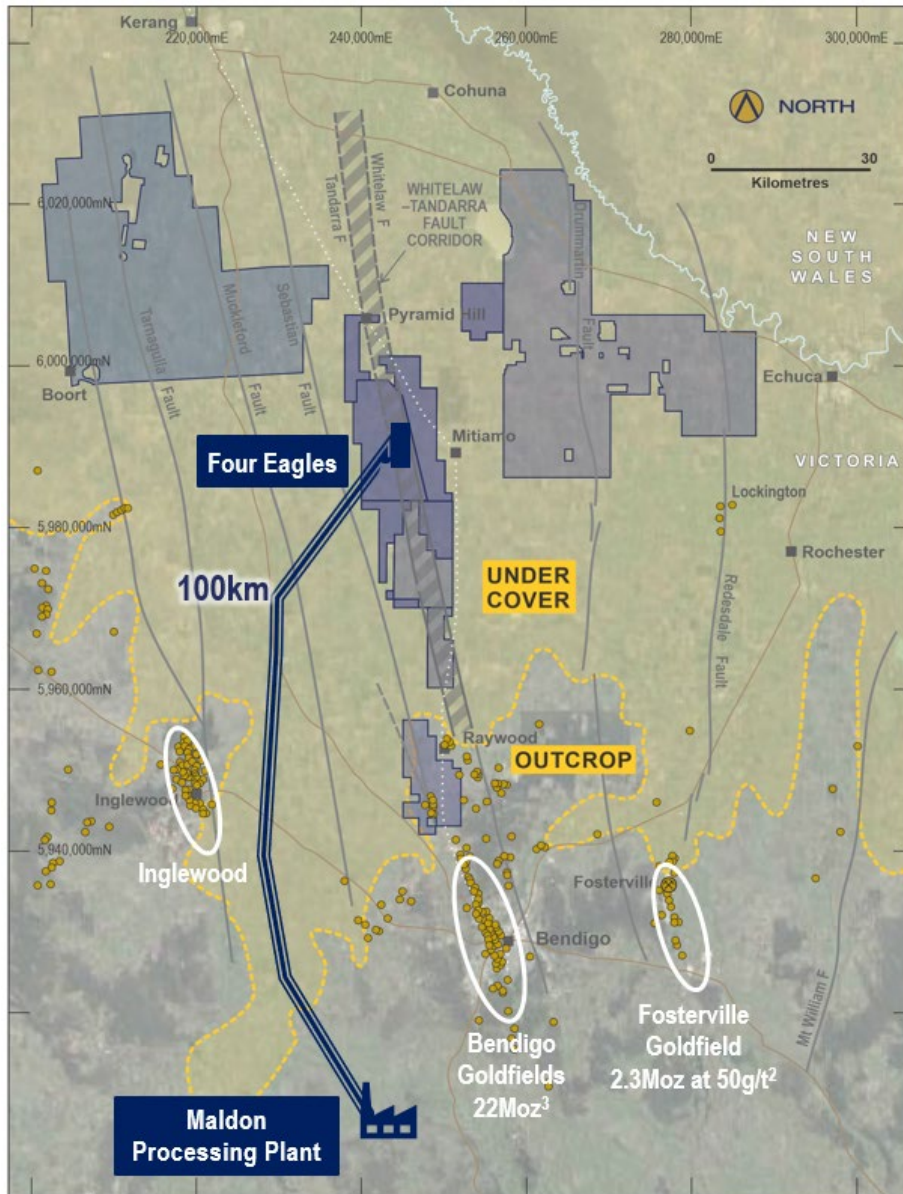 Kerang
220,000mE
240,000mE
260,000mE
280,000mE
300,000mE
Cohuna
NORTH
0 30
Kilometres
6,020,000mN
Whitelaw F
Tandarra F
WHITELAW
–TANDARRA
FAULT
CORRIDOR
Drummartin
Fault
NEW
SOUTH
WALES
Pyramid Hill
Tarnagulla
Fault
Muckleford
Fault
Sebastian
Fault
6,000,000mN
Boort
Echuca
Mitiamo
Four Eagles
VICTORIA
Lockington
5,980,000mN
Rochester
100km
UNDER
COVER
Redesdale
Fault
5,960,000mN
Raywood
OUTCROP
Inglewood
Inglewood
5,940,000mN
Fosterville
Bendigo
Mt William F
Bendigo
Goldfields
22Moz³
Fosterville
Goldfield
2.3Moz at 50g/t²
Maldon
Processing Plant